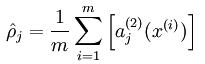 \hat{\rho}_j = \frac{1}{m} \sum_{i=1}^{m} \left[ a_j^{(2)}(x^{(i)}) \right]